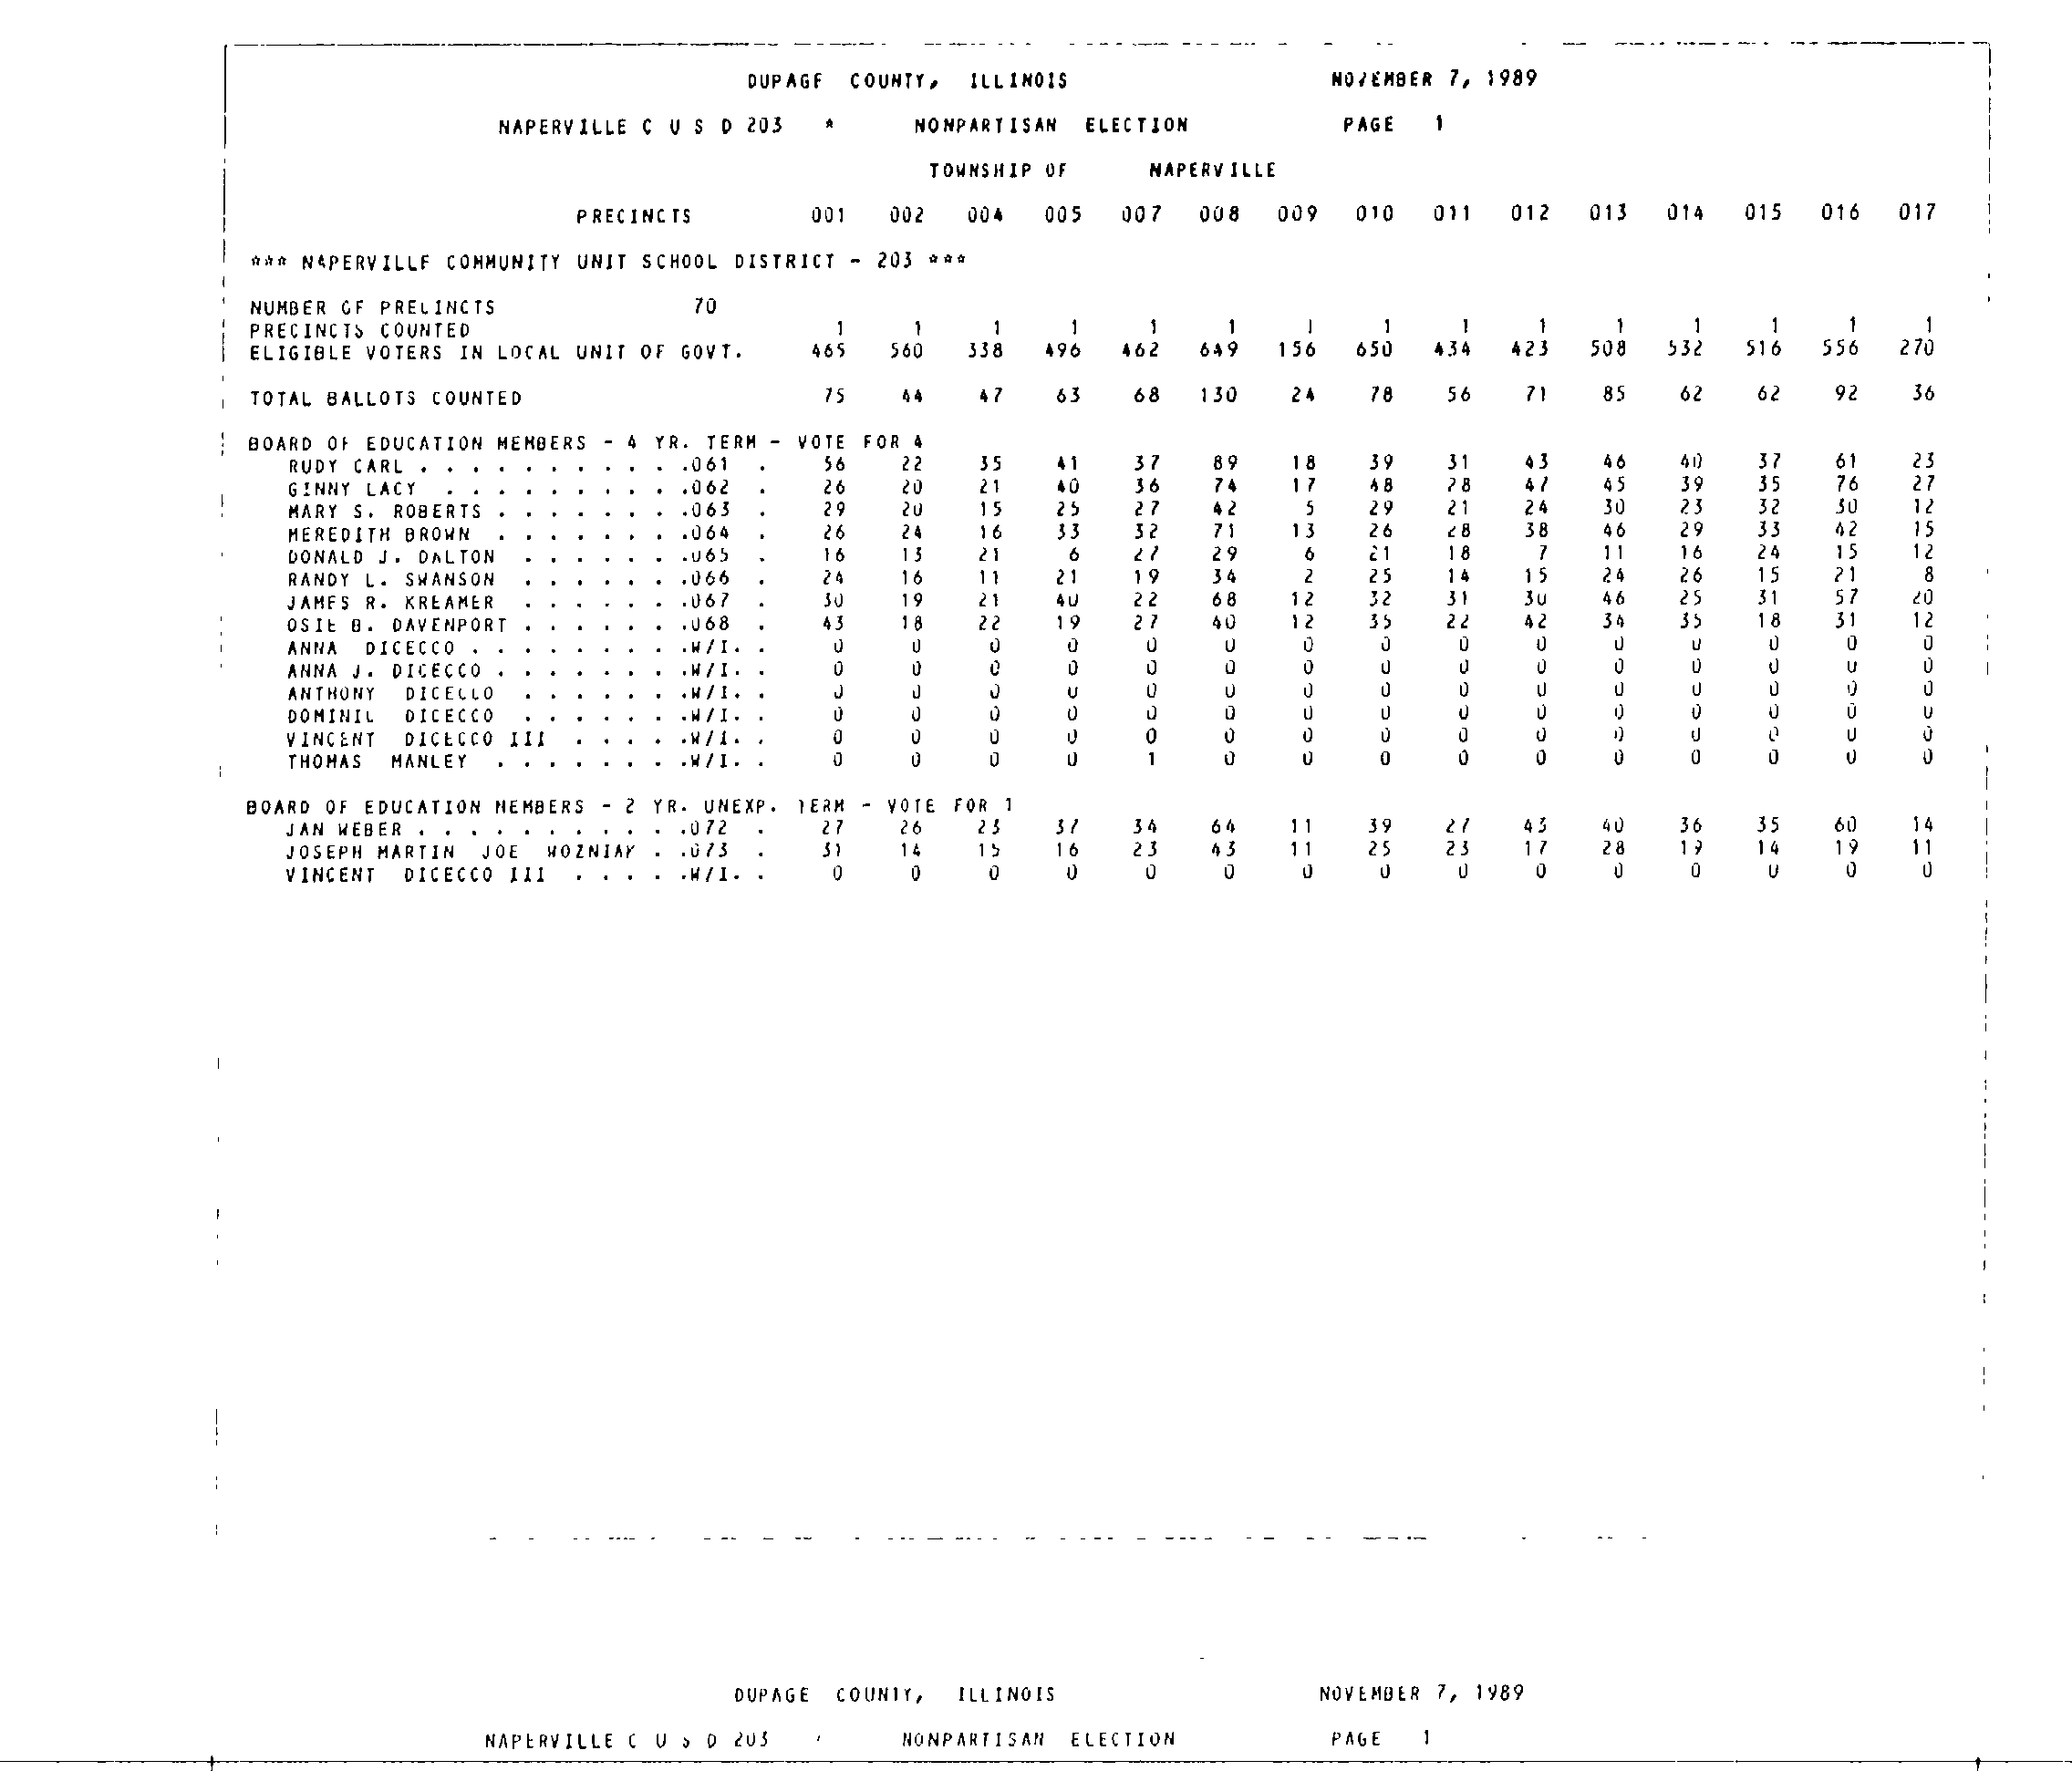 DUPAGE COUNTY, ILLINOIS NOVEMBER 7, 1989
NAPERVILLE C U S D 203 * NONPARTISAN ELECTION PAGE 1
TOWNSHIP OF NAPERVILLE
PRECINCTS 001 002 004 005 007 008 009 010 011 012 013 014 015 016 017
*** NAPERVILLE COMMUNITY UNIT SCHOOL DISTRICT - 203 ***
NUMBER OF PRECINCTS 70
PRECINCTS COUNTED 1 1 1 1 1 1 1 1 1 1 1 1 1 1 1
ELIGIBLE VOTERS IN LOCAL UNIT OF GOVT. 465 560 338 496 462 649 156 650 434 423 508 532 516 556 270
TOTAL BALLOTS COUNTED 75 44 47 63 68 130 24 78 56 71 85 62 62 92 36
BOARD OF EDUCATION MEMBERS - 4 YR. TERM - VOTE FOR 4
RUDY CARL . . . . . . . . . . .061 . 56 22 35 41 37 89 18 39 31 43 46 40 37 61 23
GINNY LACY . . . . . . . . . .062 . 26 20 21 40 36 74 17 48 28 47 45 39 35 76 27
MARY S. ROBERTS . . . . . . . .063 . 29 20 15 25 27 42 5 29 21 24 30 23 32 30 12
MEREDITH BROWN . . . . . . . .064 . 26 24 16 33 32 71 13 26 28 38 46 29 33 42 15
DONALD J. DALTON . . . . . . .065 . 16 13 21 6 27 29 6 21 18 7 11 16 24 15 12
RANDY L. SWANSON . . . . . . .066 . 24 16 11 21 19 34 2 25 14 15 24 26 15 21 8
JAMES R. KREAMER . . . . . . .067 . 30 19 21 40 22 68 12 32 31 30 46 25 31 57 20
OSIE B. DAVENPORT . . . . . . .068 . 43 18 22 19 27 40 12 35 22 42 34 35 18 31 12
ANNA DICECCO . . . . . . . . .W/I. . 0 0 0 0 0 0 0 0 0 0 0 0 0 0 0
ANNA J. DICECCO . . . . . . . .W/I. . 0 0 0 0 0 0 0 0 0 0 0 0 0 0 0
ANTHONY DICECCO . . . . . . .W/I. . 0 0 0 0 0 0 0 0 0 0 0 0 0 0 0
DOMINIC DICECCO . . . . . . .W/I. . 0 0 0 0 0 0 0 0 0 0 0 0 0 0 0
VINCENT DICECCO III . . . . .W/I. . 0 0 0 0 0 0 0 0 0 0 0 0 0 0 0
THOMAS MANLEY . . . . . . . .W/I. . 0 0 0 0 1 0 0 0 0 0 0 0 0 0 0
BOARD OF EDUCATION MEMBERS - 2 YR. UNEXP. TERM - VOTE FOR 1
JAN WEBER . . . . . . . . . . .072 . 27 26 23 37 34 64 11 39 27 43 40 36 35 60 14
JOSEPH MARTIN JOE WOZNIAK . .073 . 31 14 15 16 23 43 11 25 23 17 28 19 14 19 11
VINCENT DICECCO III . . . . .W/I. . 0 0 0 0 0 0 0 0 0 0 0 0 0 0 0
DUPAGE COUNTY, ILLINOIS NOVEMBER 7, 1989
NAPERVILLE C U S D 203 NONPARTISAN ELECTION PAGE 1